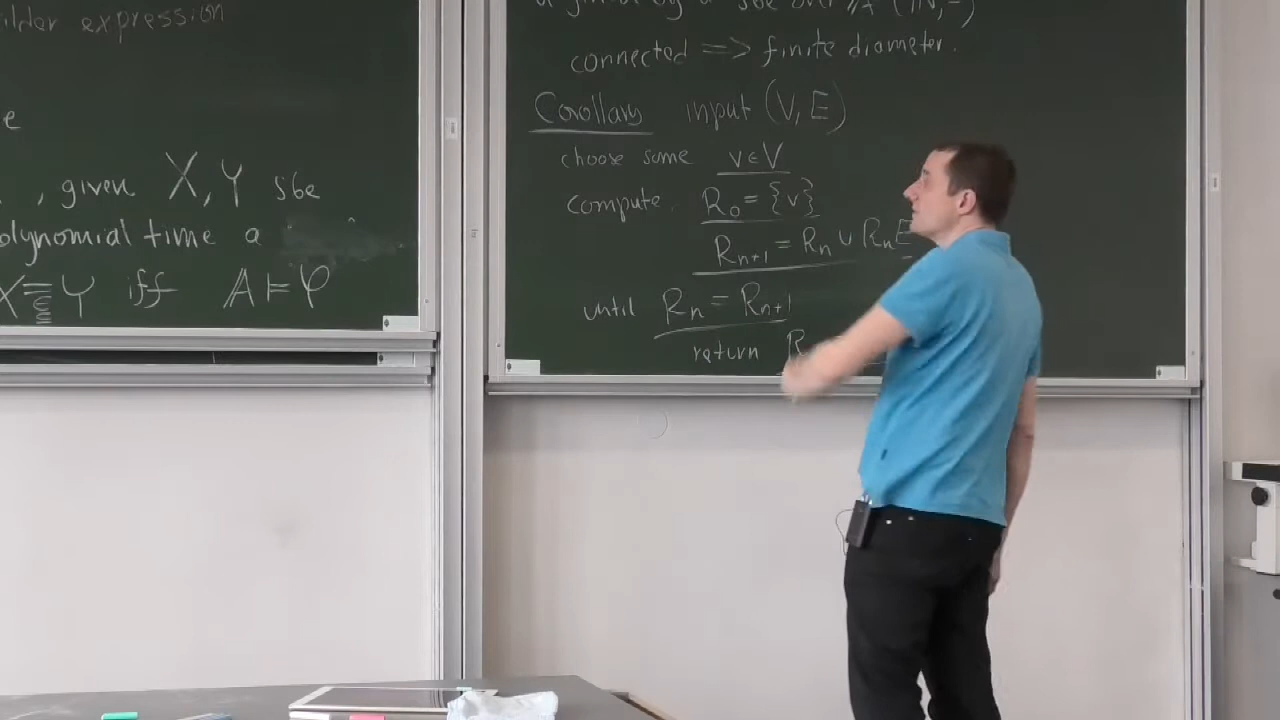 ilder expression
e
, given X, Y sbe
olynomial time a
X ≡ Y iff A ⊨ φ
connected => finite diameter.
Corollary input (V, E)
choose some v ∈ V
compute R₀ = {v}
Rₙ₊₁ = Rₙ ∪ RₙE
until Rₙ = Rₙ₊₁
return R